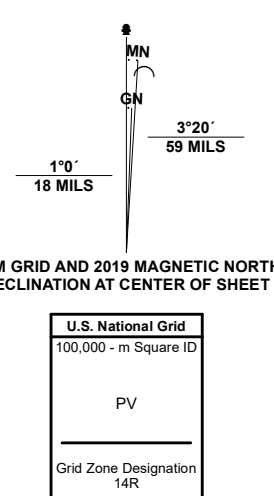 MN
GN
3°20´
59 MILS
1°0´
18 MILS
M GRID AND 2019 MAGNETIC NORTH
ECLINATION AT CENTER OF SHEET
U.S. National Grid
100,000 - m Square ID
PV
Grid Zone Designation
14R